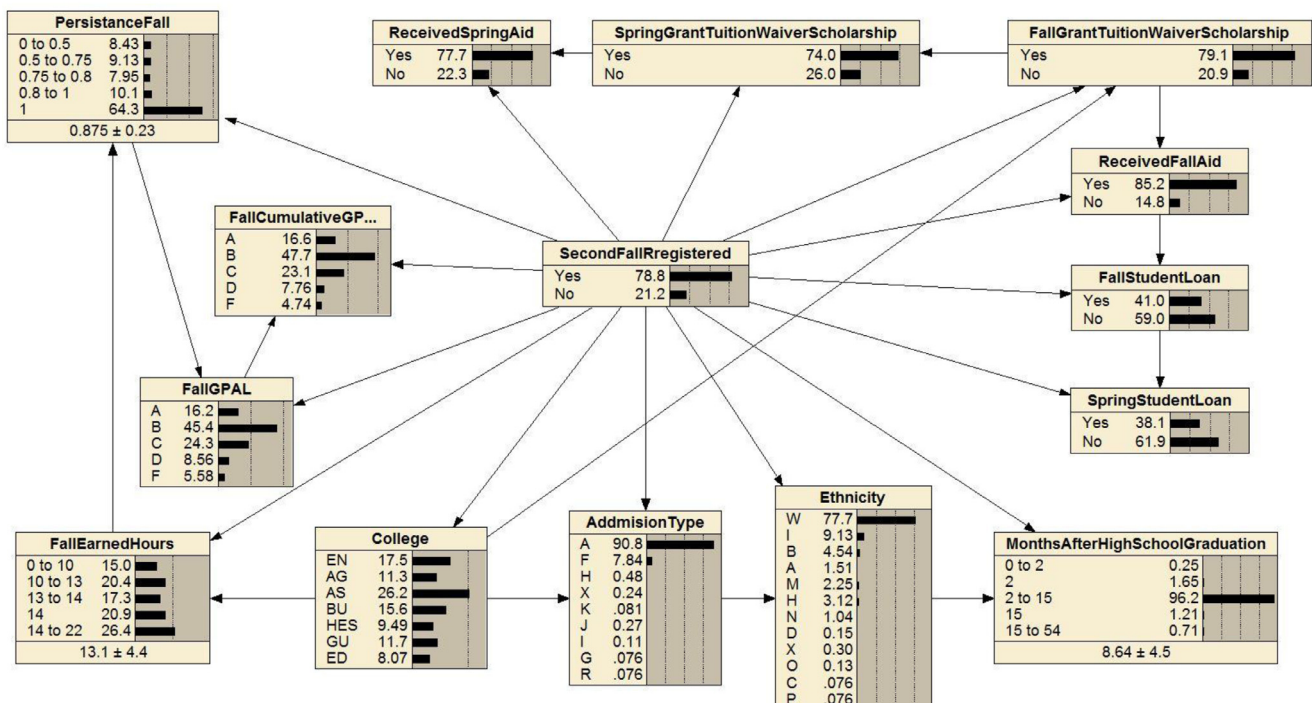 PersistanceFall
0 to 0.5 8.43
0.5 to 0.75 9.13
0.75 to 0.8 7.95
0.8 to 1 10.1
1 64.3
0.875 ± 0.23
ReceivedSpringAid
Yes 77.7
No 22.3
SpringGrantTuitionWaiverScholarship
Yes 74.0
No 26.0
FallGrantTuitionWaiverScholarship
Yes 79.1
No 20.9
ReceivedFallAid
Yes 85.2
No 14.8
FallCumulativeGP...
A 16.6
B 47.7
C 23.1
D 7.76
F 4.74
SecondFallRregistered
Yes 78.8
No 21.2
FallStudentLoan
Yes 41.0
No 59.0
FallGPAL
A 16.2
B 45.4
C 24.3
D 8.56
F 5.58
SpringStudentLoan
Yes 38.1
No 61.9
FallEarnedHours
0 to 10 15.0
10 to 13 20.4
13 to 14 17.3
14 20.9
14 to 22 26.4
13.1 ± 4.4
College
EN 17.5
AG 11.3
AS 26.2
BU 15.6
HES 9.49
GU 11.7
ED 8.07
AddmisionType
A 90.8
F 7.84
H 0.48
X 0.24
K .081
J 0.27
I 0.11
G .076
R .076
Ethnicity
W 77.7
I 9.13
B 4.54
A 1.51
M 2.25
H 3.12
N 1.04
D 0.15
X 0.30
O 0.13
C .076
P .076
MonthsAfterHighSchoolGraduation
0 to 2 0.25
2 1.65
2 to 15 96.2
15 1.21
15 to 54 0.71
8.64 ± 4.5